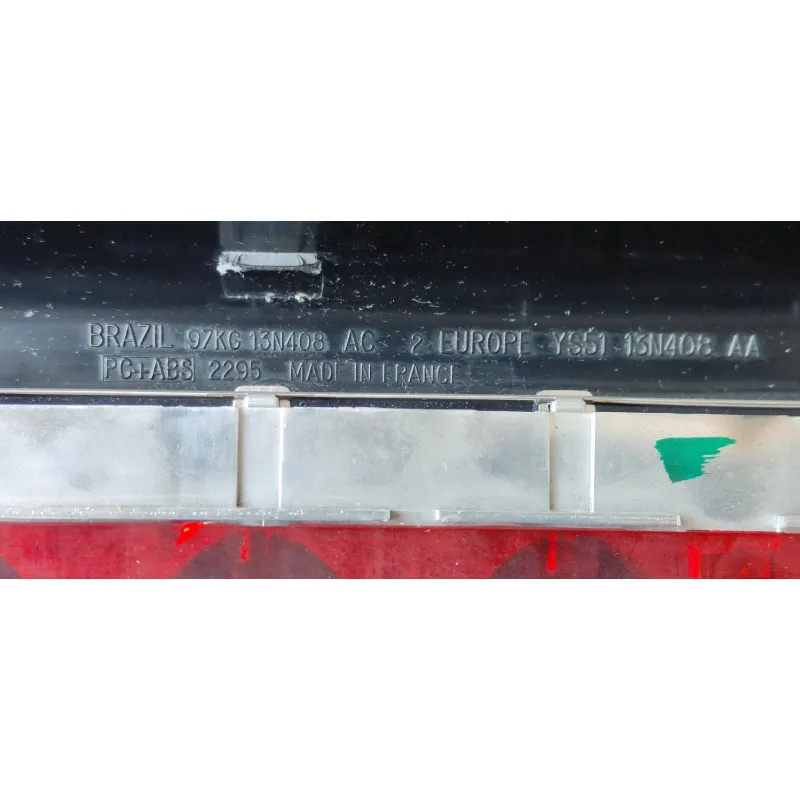 BRAZIL 97KG 13N408 AC 2 EUROPE YS51 13N408 AA
PC+ABS 2295 MADE IN FRANCE